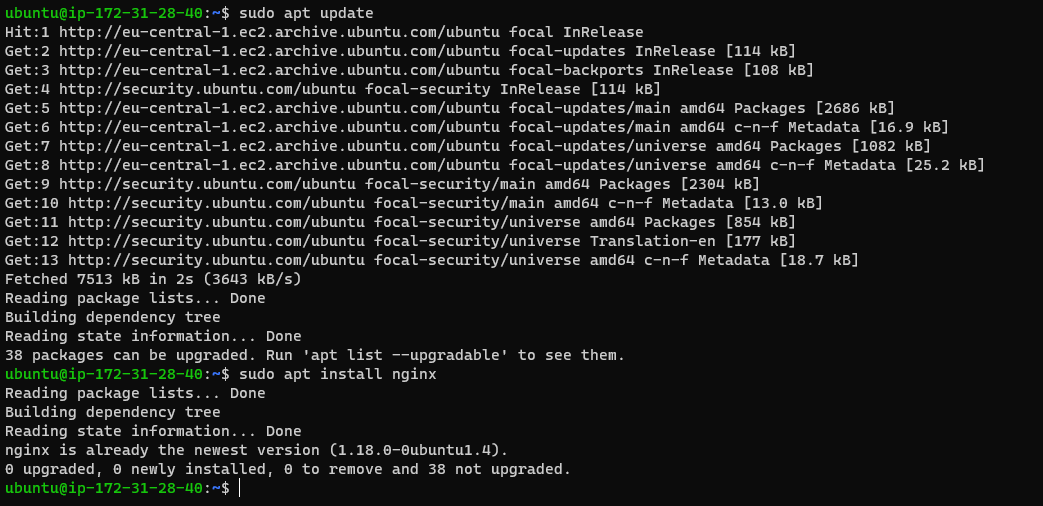 ubuntu@ip-172-31-28-40:~$ sudo apt update
Hit:1 http://eu-central-1.ec2.archive.ubuntu.com/ubuntu focal InRelease
Get:2 http://eu-central-1.ec2.archive.ubuntu.com/ubuntu focal-updates InRelease [114 kB]
Get:3 http://eu-central-1.ec2.archive.ubuntu.com/ubuntu focal-backports InRelease [108 kB]
Get:4 http://security.ubuntu.com/ubuntu focal-security InRelease [114 kB]
Get:5 http://eu-central-1.ec2.archive.ubuntu.com/ubuntu focal-updates/main amd64 Packages [2686 kB]
Get:6 http://eu-central-1.ec2.archive.ubuntu.com/ubuntu focal-updates/main amd64 c-n-f Metadata [16.9 kB]
Get:7 http://eu-central-1.ec2.archive.ubuntu.com/ubuntu focal-updates/universe amd64 Packages [1082 kB]
Get:8 http://eu-central-1.ec2.archive.ubuntu.com/ubuntu focal-updates/universe amd64 c-n-f Metadata [25.2 kB]
Get:9 http://security.ubuntu.com/ubuntu focal-security/main amd64 Packages [2304 kB]
Get:10 http://security.ubuntu.com/ubuntu focal-security/main amd64 c-n-f Metadata [13.0 kB]
Get:11 http://security.ubuntu.com/ubuntu focal-security/universe amd64 Packages [854 kB]
Get:12 http://security.ubuntu.com/ubuntu focal-security/universe Translation-en [177 kB]
Get:13 http://security.ubuntu.com/ubuntu focal-security/universe amd64 c-n-f Metadata [18.7 kB]
Fetched 7513 kB in 2s (3643 kB/s)
Reading package lists... Done
Building dependency tree
Reading state information... Done
38 packages can be upgraded. Run 'apt list --upgradable' to see them.
ubuntu@ip-172-31-28-40:~$ sudo apt install nginx
Reading package lists... Done
Building dependency tree
Reading state information... Done
nginx is already the newest version (1.18.0-0ubuntu1.4).
0 upgraded, 0 newly installed, 0 to remove and 38 not upgraded.
ubuntu@ip-172-31-28-40:~$